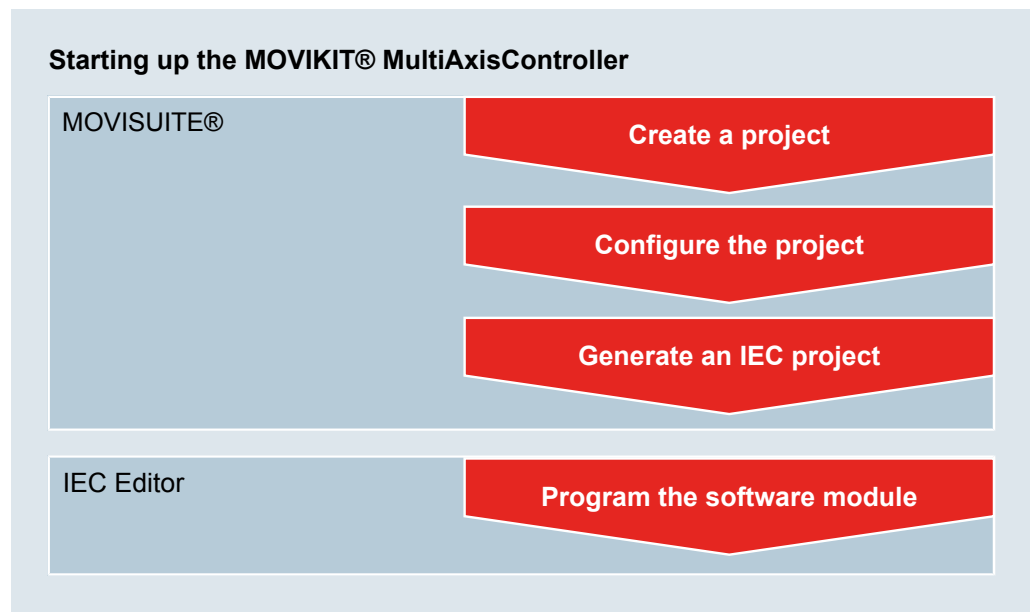 Starting up the MOVIKIT® MultiAxisController
MOVISUITE®
Create a project
Configure the project
Generate an IEC project
IEC Editor
Program the software module